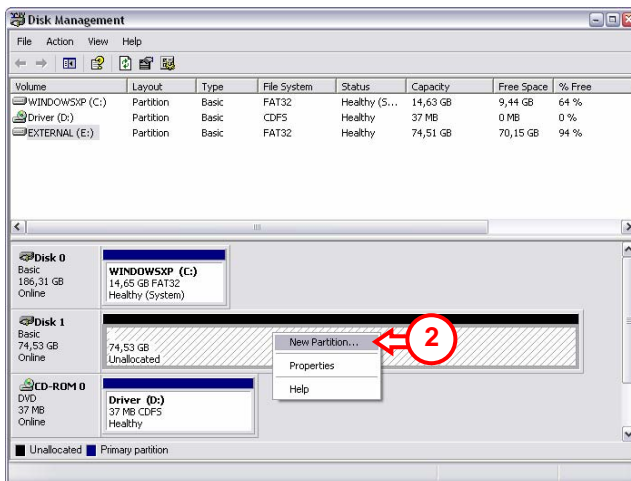 Disk Management
File Action View Help
Volume Layout Type File System Status Capacity Free Space % Free
WINDOWSXP (C:) Partition Basic FAT32 Healthy (S... 14,63 GB 9,44 GB 64 %
Driver (D:) Partition Basic CDFS Healthy 37 MB 0 MB 0 %
EXTERNAL (E:) Partition Basic FAT32 Healthy 74,51 GB 70,15 GB 94 %
Disk 0
Basic
186,31 GB
Online
WINDOWSXP (C:)
14,65 GB FAT32
Healthy (System)
Disk 1
Basic
74,53 GB
Online
74,53 GB
Unallocated
New Partition...
Properties
Help
2
CD-ROM 0
DVD
37 MB
Online
Driver (D:)
37 MB CDFS
Healthy
Unallocated Primary partition